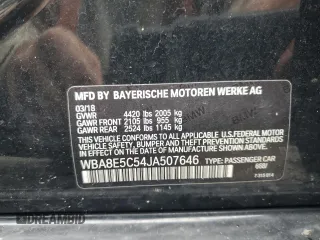 MFD BY BAYERISCHE MOTOREN WERKE AG
03/18
GVWR 4420 lbs 2005 kg
GAWR FRONT 2105 lbs 955 kg
GAWR REAR 2524 lbs 1145 kg
THIS VEHICLE CONFORMS TO ALL APPLICABLE
FEDERAL MOTOR VEHICLE SAFETY, BUMPER,
AND THEFT PREVENTION STANDARDS IN EFFECT
ON THE DATE OF MANUFACTURE SHOWN ABOVE.
WBA8E5C54JA507646 TYPE: PASSENGER CAR